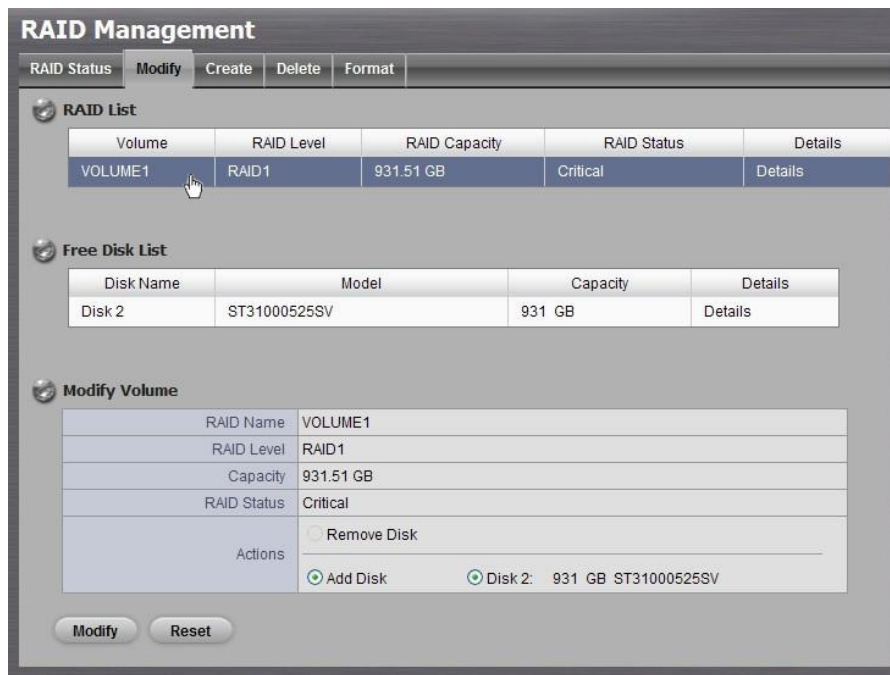 RAID Management
RAID Status Modify Create Delete Format
RAID List
Volume RAID Level RAID Capacity RAID Status Details
VOLUME1 RAID1 931.51 GB Critical Details
Free Disk List
Disk Name Model Capacity Details
Disk 2 ST31000525SV 931 GB Details
Modify Volume
RAID Name VOLUME1
RAID Level RAID1
Capacity 931.51 GB
RAID Status Critical
Actions Remove Disk
Add Disk Disk 2: 931 GB ST31000525SV
Modify Reset